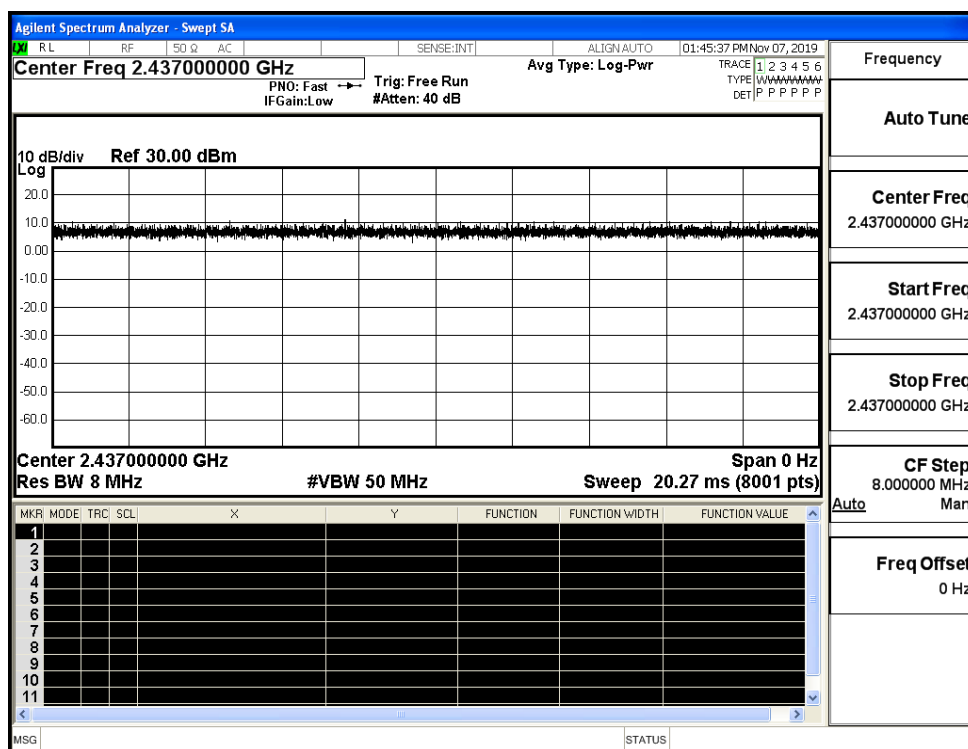 Agilent Spectrum Analyzer - Swept SA
LXI RL RF 50 Ω AC SENSE:INT ALIGN AUTO 01:45:37 PM Nov 07, 2019
Center Freq 2.437000000 GHz
PNO: Fast
IFGain:Low
Trig: Free Run
#Atten: 40 dB
Avg Type: Log-Pwr
TRACE 1 2 3 4 5 6
TYPE WWWWWW
DET P P P P P P
10 dB/div Ref 30.00 dBm
Log
20.0
10.0
0.00
-10.0
-20.0
-30.0
-40.0
-50.0
-60.0
Center 2.437000000 GHz Span 0 Hz
Res BW 8 MHz #VBW 50 MHz Sweep 20.27 ms (8001 pts)
MKR MODE TRC SCL X Y FUNCTION FUNCTION WIDTH FUNCTION VALUE
1
2
3
4
5
6
7
8
9
10
11
MSG STATUS
Frequency
Auto Tune
Center Freq
2.437000000 GHz
Start Freq
2.437000000 GHz
Stop Freq
2.437000000 GHz
CF Step
8.000000 MHz
Auto Man
Freq Offset
0 Hz